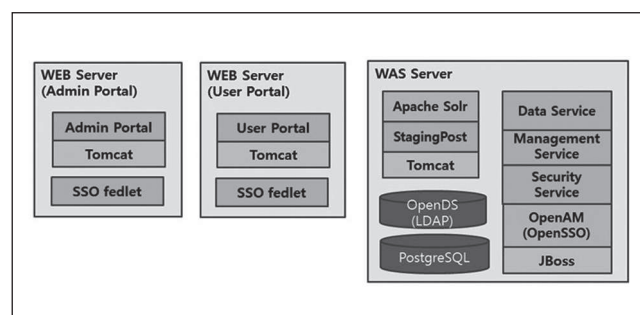 WEB Server
(Admin Portal)
Admin Portal
Tomcat
SSO fedlet
WEB Server
(User Portal)
User Portal
Tomcat
SSO fedlet
WAS Server
Apache Solr
StagingPost
Tomcat
OpenDS
(LDAP)
PostgreSQL
Data Service
Management
Service
Security
Service
OpenAM
(OpenSSO)
JBoss